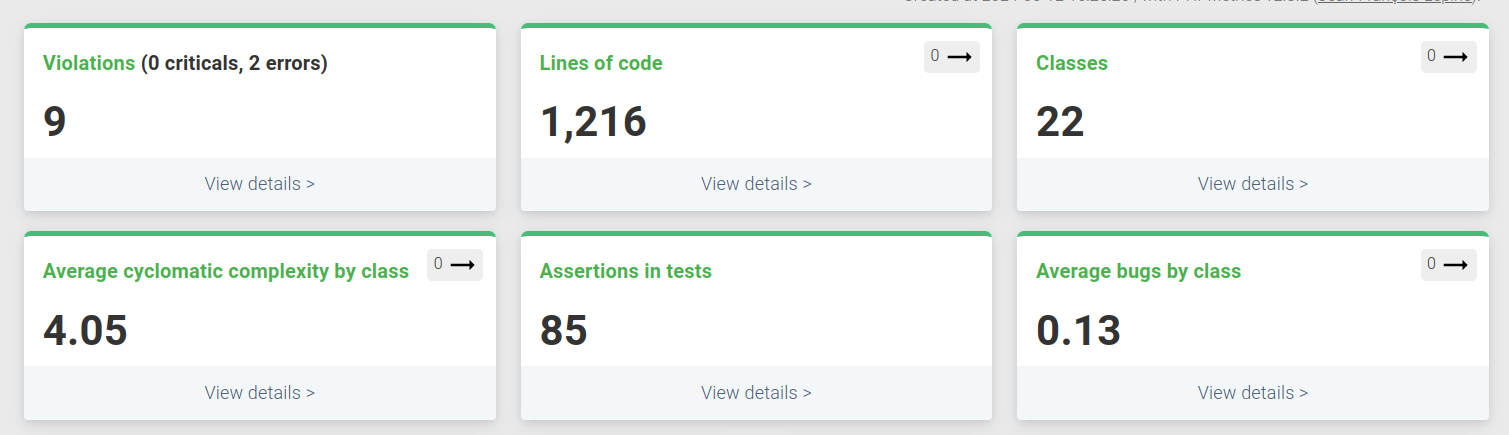 Violations (0 criticals, 2 errors)
9
View details >
Lines of code
0
1,216
View details >
Classes
0
22
View details >
Average cyclomatic complexity by class
0
4.05
View details >
Assertions in tests
85
View details >
Average bugs by class
0
0.13
View details >